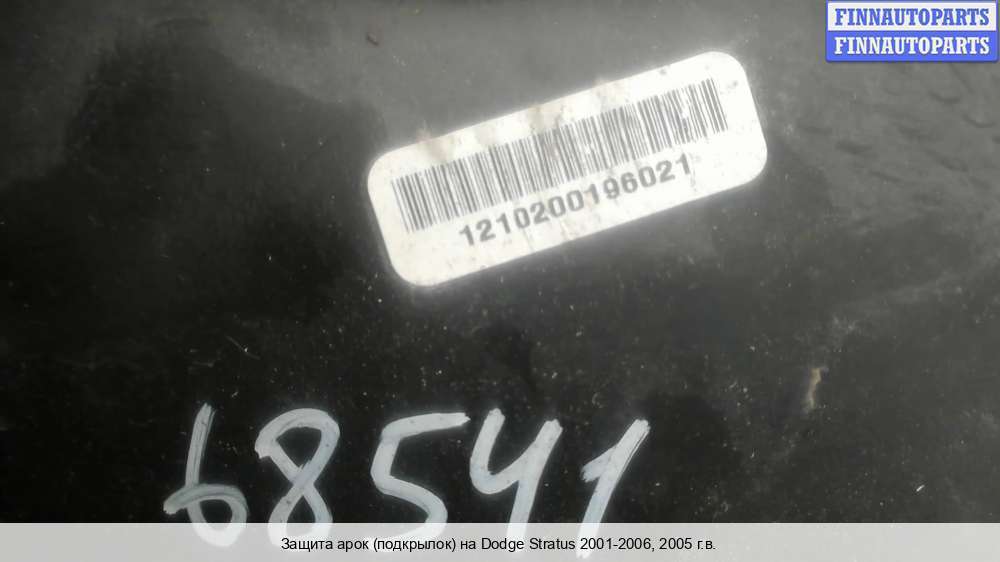 FINNAUTOPARTS
FINNAUTOPARTS
1210200196021
68541
Защита арок (подкрылок) на Dodge Stratus 2001-2006, 2005 г.в.